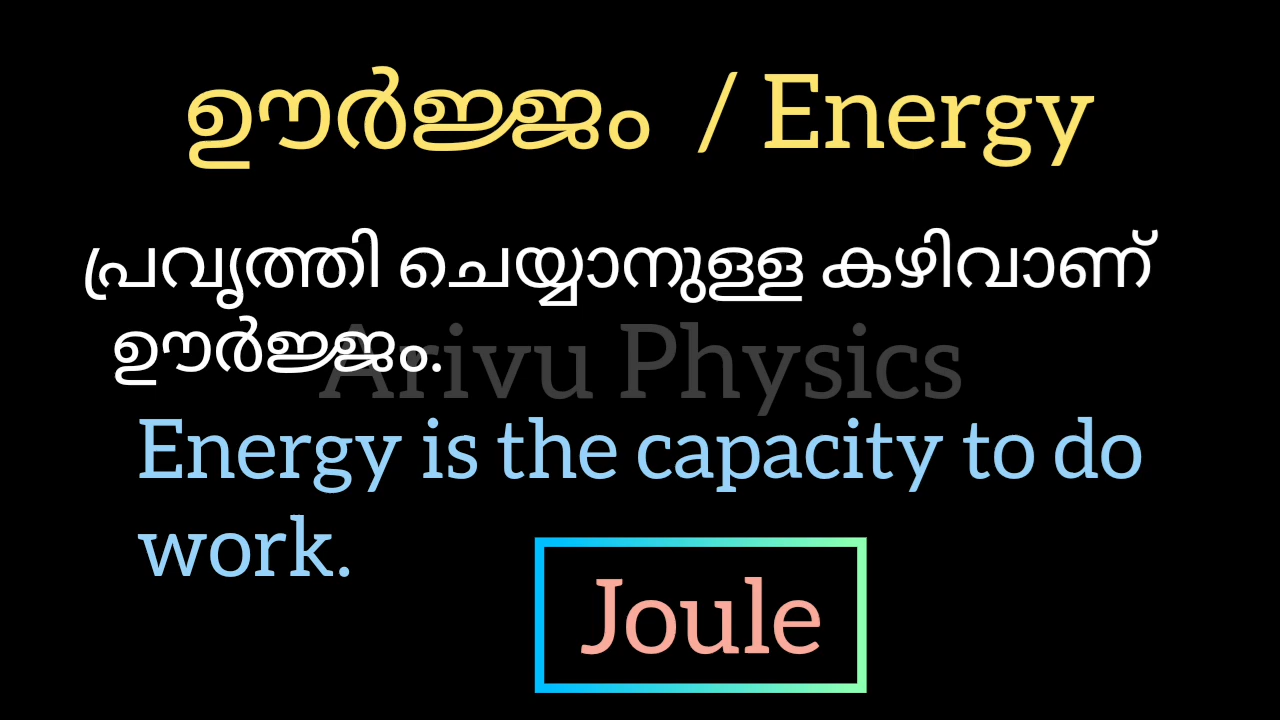 ഊർജ്ജം / Energy
പ്രവൃത്തി ചെയ്യാനുള്ള കഴിവാണ്
ഊർജ്ജം.
Arivu Physics
Energy is the capacity to do
work.
Joule